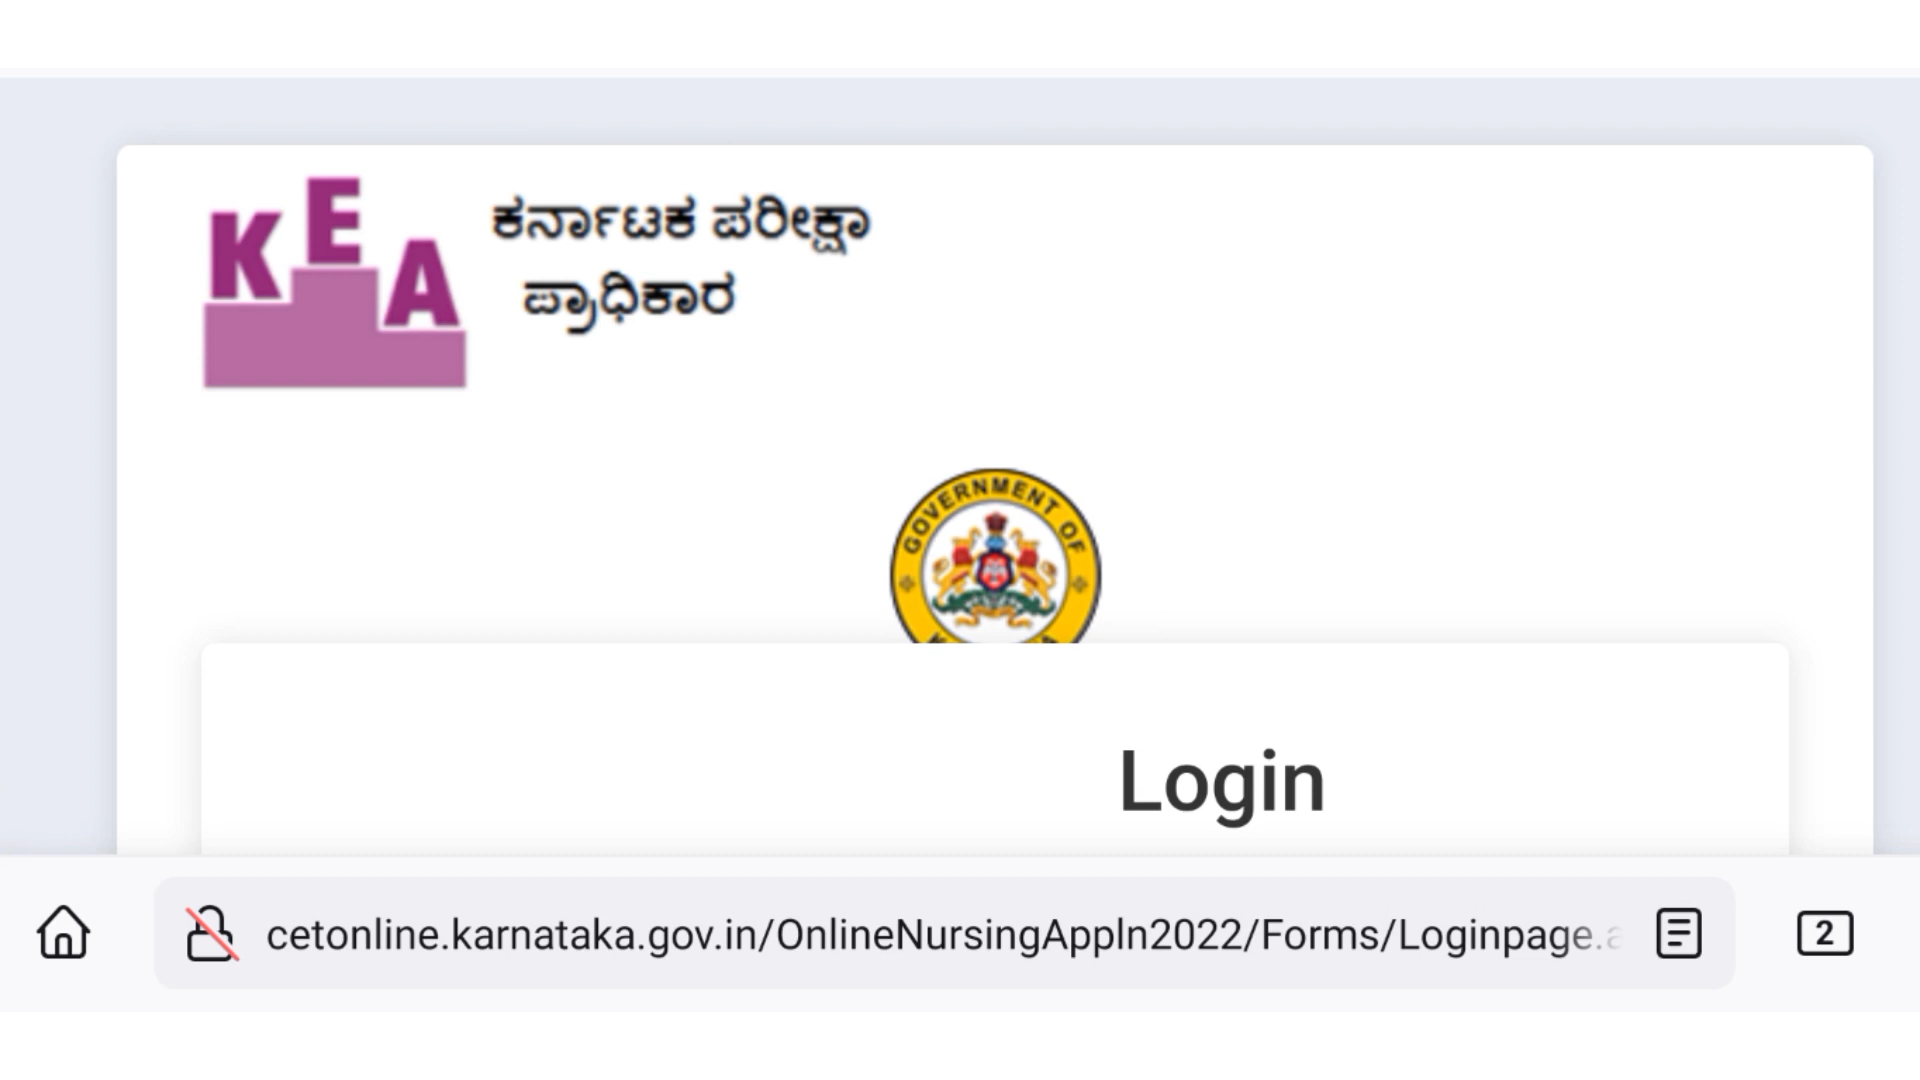 KEA
ಕರ್ನಾಟಕ ಪರೀಕ್ಷಾ
ಪ್ರಾಧಿಕಾರ
GOVERNMENT OF
Login
cetonline.karnataka.gov.in/OnlineNursingAppln2022/Forms/Loginpage.a
2